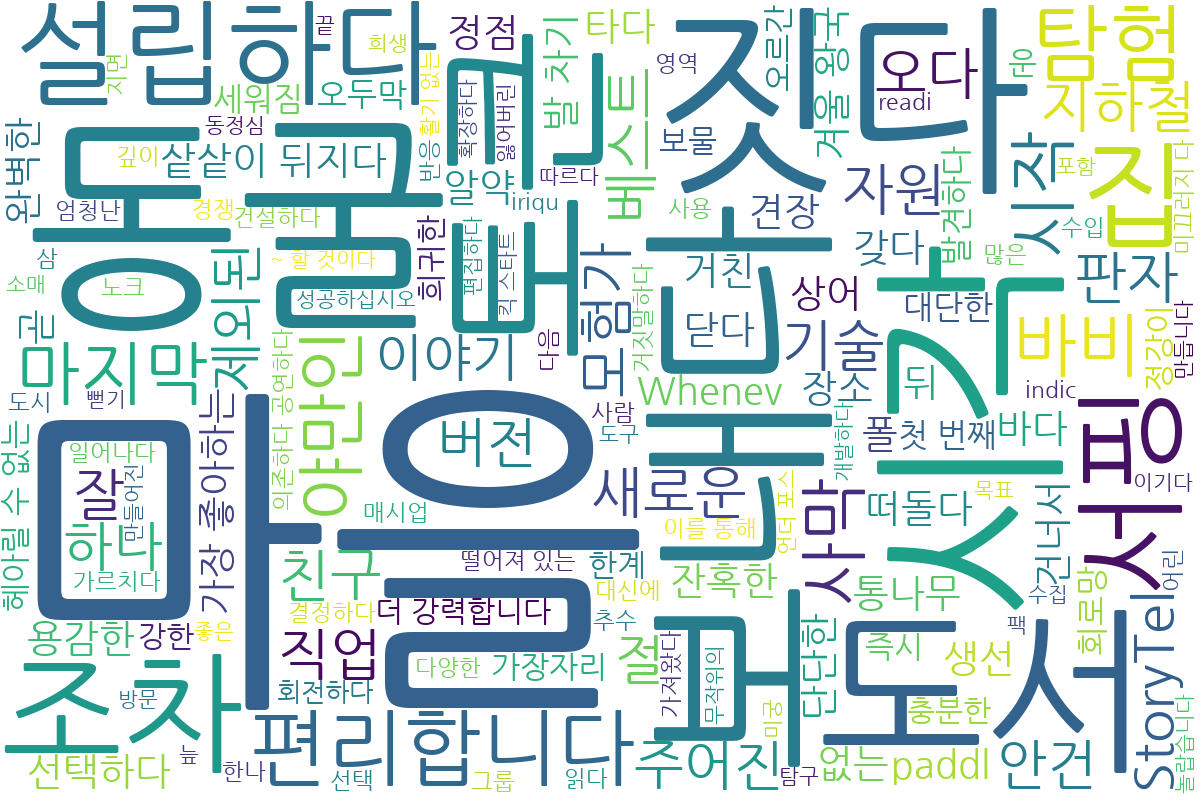 설립하다
짓다
탐험
정점
타다
오르간
겨울 왕국
덩어
지하철
오다
readi
영역
희생
끝
지면
세워짐
오두막
동정심
완벽한
깊이
샅샅이 뒤지다
반응
활기 없는
확장하다
잃어버린
발 차기
베스트
보물
자원
시작
집
포함
미끄러지 다
엄청난
경쟁
건설하다
알약
iriqu
따르다
사용
견장
갖다
발견하다
많은
수입
동굴
곧
삼
소매
노크
제외된
~ 할 것이다
성공하십시오
희귀한
편집하다
킥 스타트
모험가
거친
닫다
상어
대단한
판자
바비
정강이
만듭니다
마지막
이야기
다음
거짓말하다
기술
도시
뻗기
가장 좋아하는
의존하다
공연하다
야만인
Whenev
장소
뒤
indic
서핑
버전
사람
도구
개발하다
폴
첫 번째
바다
이기다
헤아릴 수 없는
일어나다
만들어진
잘
하나
가르치다
매시업
새로운
이를 통해
언더 포스
사막
떠돌다
목표
거너서
친구
떨어져 있는
한계
대신에
잔혹한
통나무
수집
어린
용감한
강한
좋은
결정하다
더 강력합니다
추수
팩
회로망
조차
직업
다양한
가장자리
절
가져왔다
무작위의
단단한
즉시
생선
StoryTel
방문
회전하다
편리합니다
미궁
도서
충분한
선택하다
늪
한나
선택
그룹
읽다
주어진
탐구
없는
paddl
안건
놀랍습니다